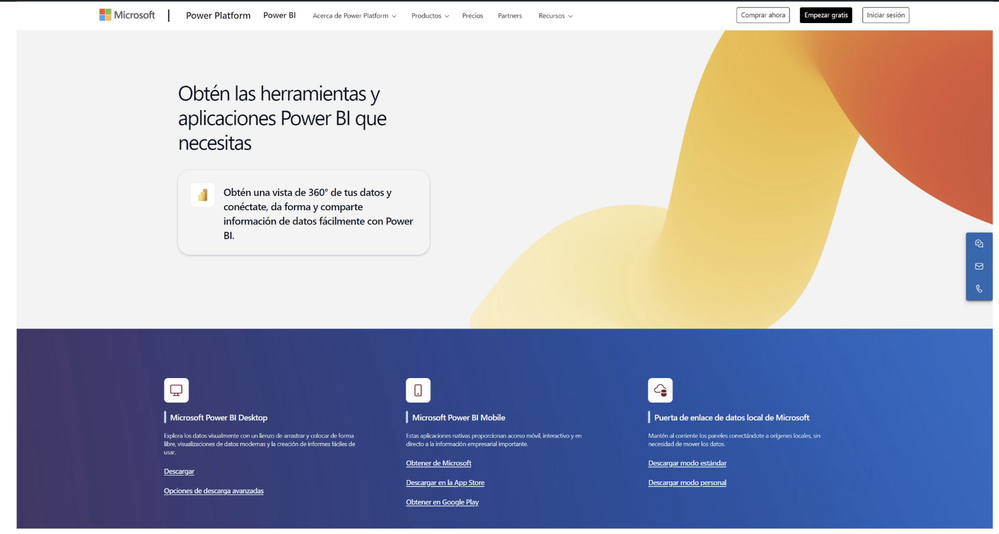 Microsoft
Power Platform
Power BI
Acerca de Power Platform
Productos
Precios
Partners
Recursos
Comprar ahora
Empezar gratis
Iniciar sesión
Obtén las herramientas y
aplicaciones Power BI que
necesitas
Obtén una vista de 360° de tus datos y
conéctate, da forma y comparte
información de datos fácilmente con Power
BI.
Microsoft Power BI Desktop
Explora los datos visualmente con un lienzo de arrastrar y colocar de forma
libre, visualizaciones de datos modernas y la creación de informes fáciles de
usar.
Descargar
Opciones de descarga avanzadas
Microsoft Power BI Mobile
Estas aplicaciones nativas proporcionan acceso móvil, interactivo y en
directo a la información empresarial importante.
Obtener de Microsoft
Descargar en la App Store
Obtener en Google Play
Puerta de enlace de datos local de Microsoft
Mantén al corriente los paneles conectándote a orígenes locales, sin
necesidad de mover los datos.
Descargar modo estándar
Descargar modo personal